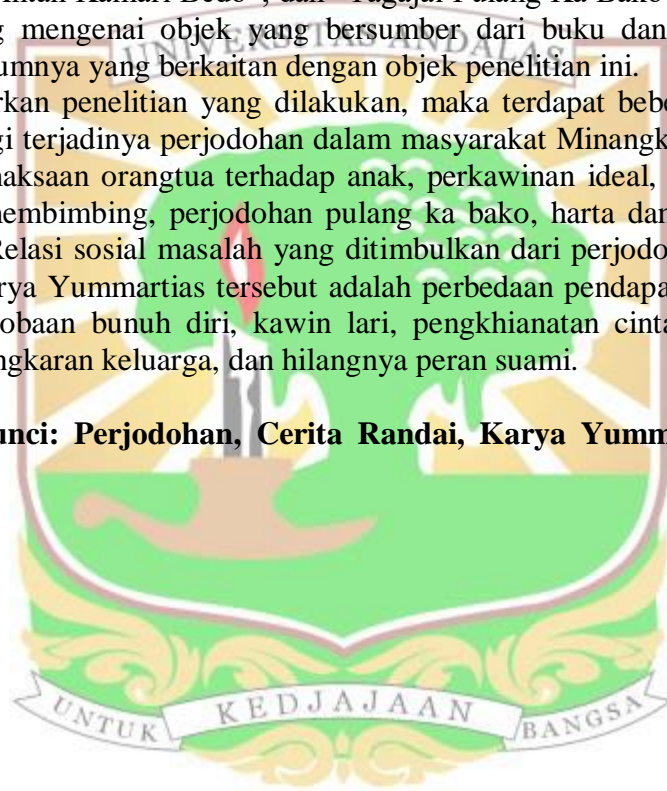 Intan Kamari Bedo", dan "Tugajai Pulang Ka Bako
mengenai objek yang bersumber dari buku dan
UNIVERSITAS ANDALAS
umnya yang berkaitan dengan objek penelitian ini.
rkan penelitian yang dilakukan, maka terdapat bebe
gi terjadinya perjodohan dalam masyarakat Minangk
naksaan orangtua terhadap anak, perkawinan ideal,
membimbing, perjodohan pulang ka bako, harta dan
Relasi sosial masalah yang ditimbulkan dari perjodo
rya Yummartias tersebut adalah perbedaan pendapa
obaan bunuh diri, kawin lari, pengkhianatan cinta
ngkaran keluarga, dan hilangnya peran suami.
unci: Perjodohan, Cerita Randai, Karya Yumm
UNTUK KEDJAJAAN BANGSA